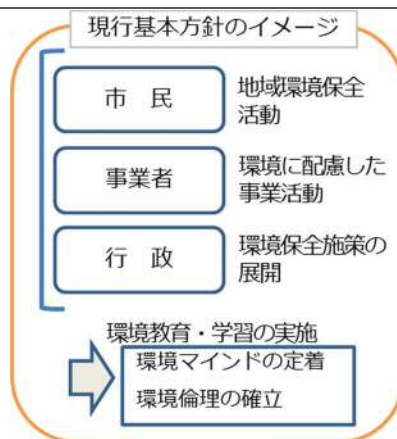 現行基本方針のイメージ
市 民
地域環境保全
活動
事業者
環境に配慮した
事業活動
行 政
環境保全施策の
展開
環境教育・学習の実施
環境マインドの定着
環境倫理の確立